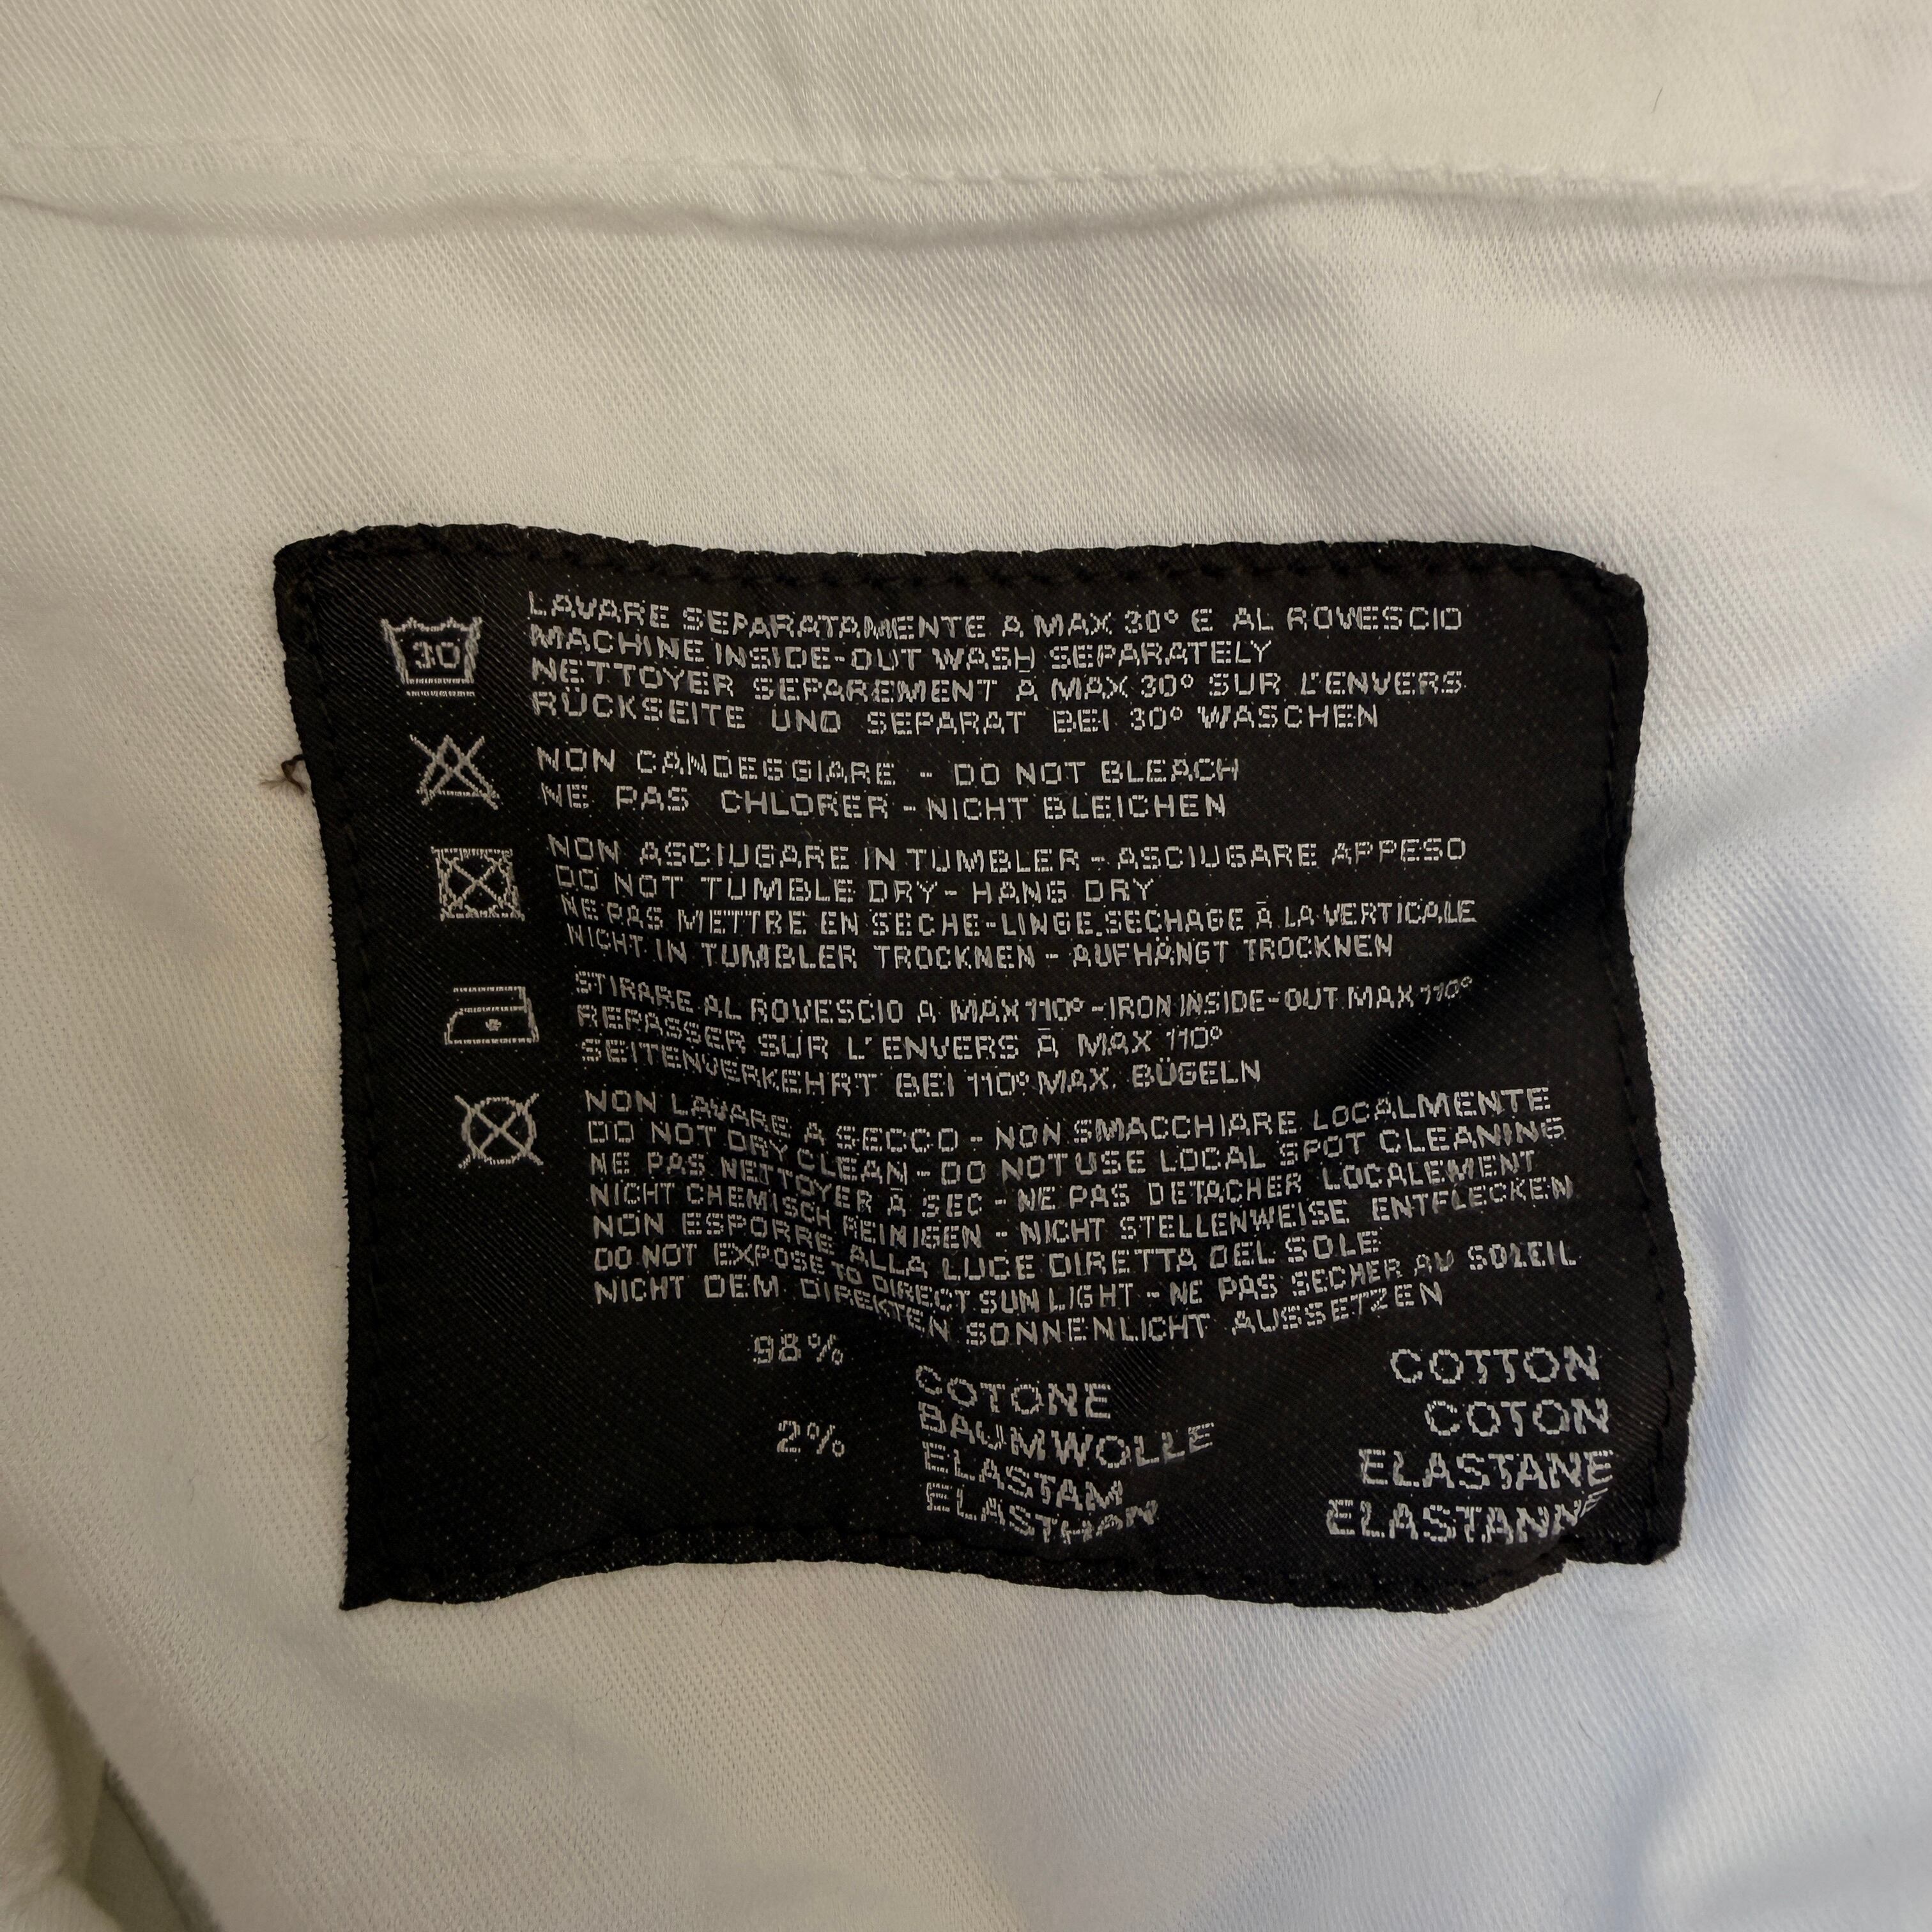 30
LAVARE SEPARATAMENTE A MAX 30° E AL ROVESCIO
MACHINE INSIDE-OUT WASH SEPARATELY
NETTOYER SEPAREMENT À MAX 30° SUR L'ENVERS
RÜCKSEITE UND SEPARAT BEI 30° WASCHEN
NON CANDEGGIARE - DO NOT BLEACH
NE PAS CHLORER - NICHT BLEICHEN
NON ASCIUGARE IN TUMBLER - ASCIUGARE APPESO
DO NOT TUMBLE DRY - HANG DRY
NE PAS METTRE EN SECHE-LINGE.SECHAGE À LA VERTICALE
NICHT IN TUMBLER TROCKNEN - AUFHÄNGT TROCKNEN
STIRARE AL ROVESCIO A MAX 110° - IRON INSIDE-OUT MAX 110°
REPASSER SUR L'ENVERS À MAX 110°
SEITENVERKEHRT BEI 110° MAX. BÜGELN
NON LAVARE A SECCO - NON SMACCHIARE LOCALMENTE
DO NOT DRY CLEAN - DO NOT USE LOCAL SPOT CLEANING
NE PAS NETTOYER À SEC - NE PAS DETACHER LOCALEMENT
NICHT CHEMISCH REINIGEN - NICHT STELLENWEISE ENTFLECKEN
NON ESPORRE ALLA LUCE DIRETTA DEL SOLE
DO NOT EXPOSE TO DIRECT SUN LIGHT - NE PAS SECHER AU SOLEIL
NICHT DEM DIREKTEN SONNENLICHT AUSSETZEN
98% COTONE COTTON
BAUMWOLLE COTON
2% ELASTAM ELASTANE
ELASTHAN ELASTANNE